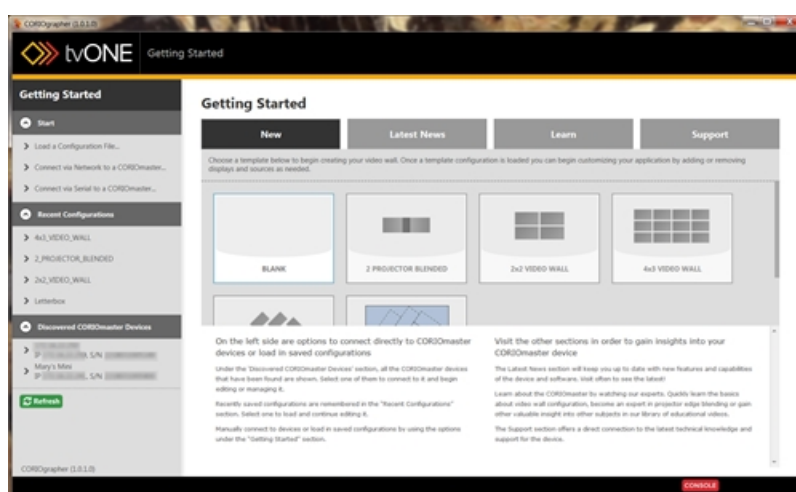 CORIOgrapher (1.0.1.0)
tvONE Getting Started
Getting Started
Start
Load a Configuration File...
Connect via Network to a CORIOmaster...
Connect via Serial to a CORIOmaster...
Recent Configurations
4x3_VIDEO_WALL
2_PROJECTOR_BLENDED
2x2_VIDEO_WALL
Letterbox
Discovered CORIOmaster Devices
IP , S/N
Mary's Mini
IP , S/N
Refresh
CORIOgrapher (1.0.1.0)
Getting Started
New Latest News Learn Support
Choose a template below to begin creating your video wall. Once a template configuration is loaded you can begin customizing your application by adding or removing
displays and sources as needed.
BLANK 2 PROJECTOR BLENDED 2x2 VIDEO WALL 4x3 VIDEO WALL
On the left side are options to connect directly to CORIOmaster
devices or load in saved configurations
Under the 'Discovered CORIOmaster Devices' section, all the CORIOmaster devices
that have been found are shown. Select one of them to connect to it and begin
editing or managing it.
Recently saved configurations are remembered in the "Recent Configurations"
section. Select one to load and continue editing it.
Manually connect to devices or load in saved configurations by using the options
under the "Getting Started" section.
Visit the other sections in order to gain insights into your
CORIOmaster device
The Latest News section will keep you up to date with new features and capabilities
of the device and software. Visit often to see the latest!
Learn about the CORIOmaster by watching our experts. Quickly learn the basics
about video wall configuration, become an expert in projector edge blending or gain
other valuable insight into other subjects in our library of educational videos.
The Support section offers a direct connection to the latest technical knowledge and
support for the device.
CONSOLE